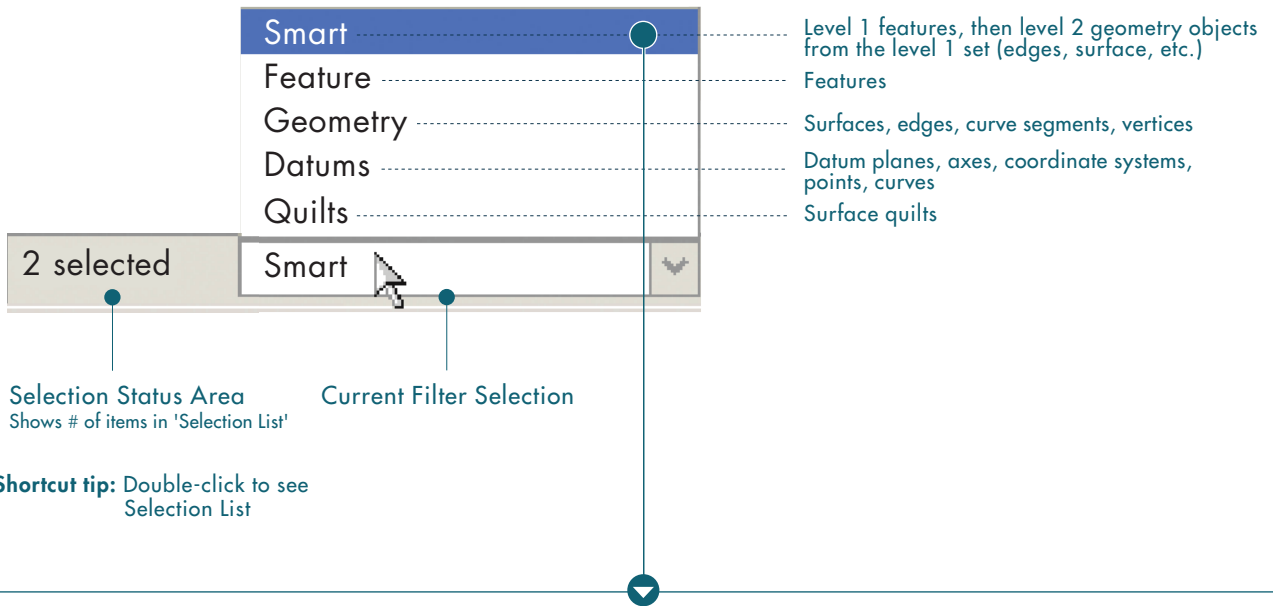 Smart
Level 1 features, then level 2 geometry objects
from the level 1 set (edges, surface, etc.)
Feature
Features
Geometry
Surfaces, edges, curve segments, vertices
Datums
Datum planes, axes, coordinate systems,
points, curves
Quilts
Surface quilts
2 selected
Smart
Selection Status Area
Shows # of items in 'Selection List'
Current Filter Selection
Shortcut tip: Double-click to see
Selection List